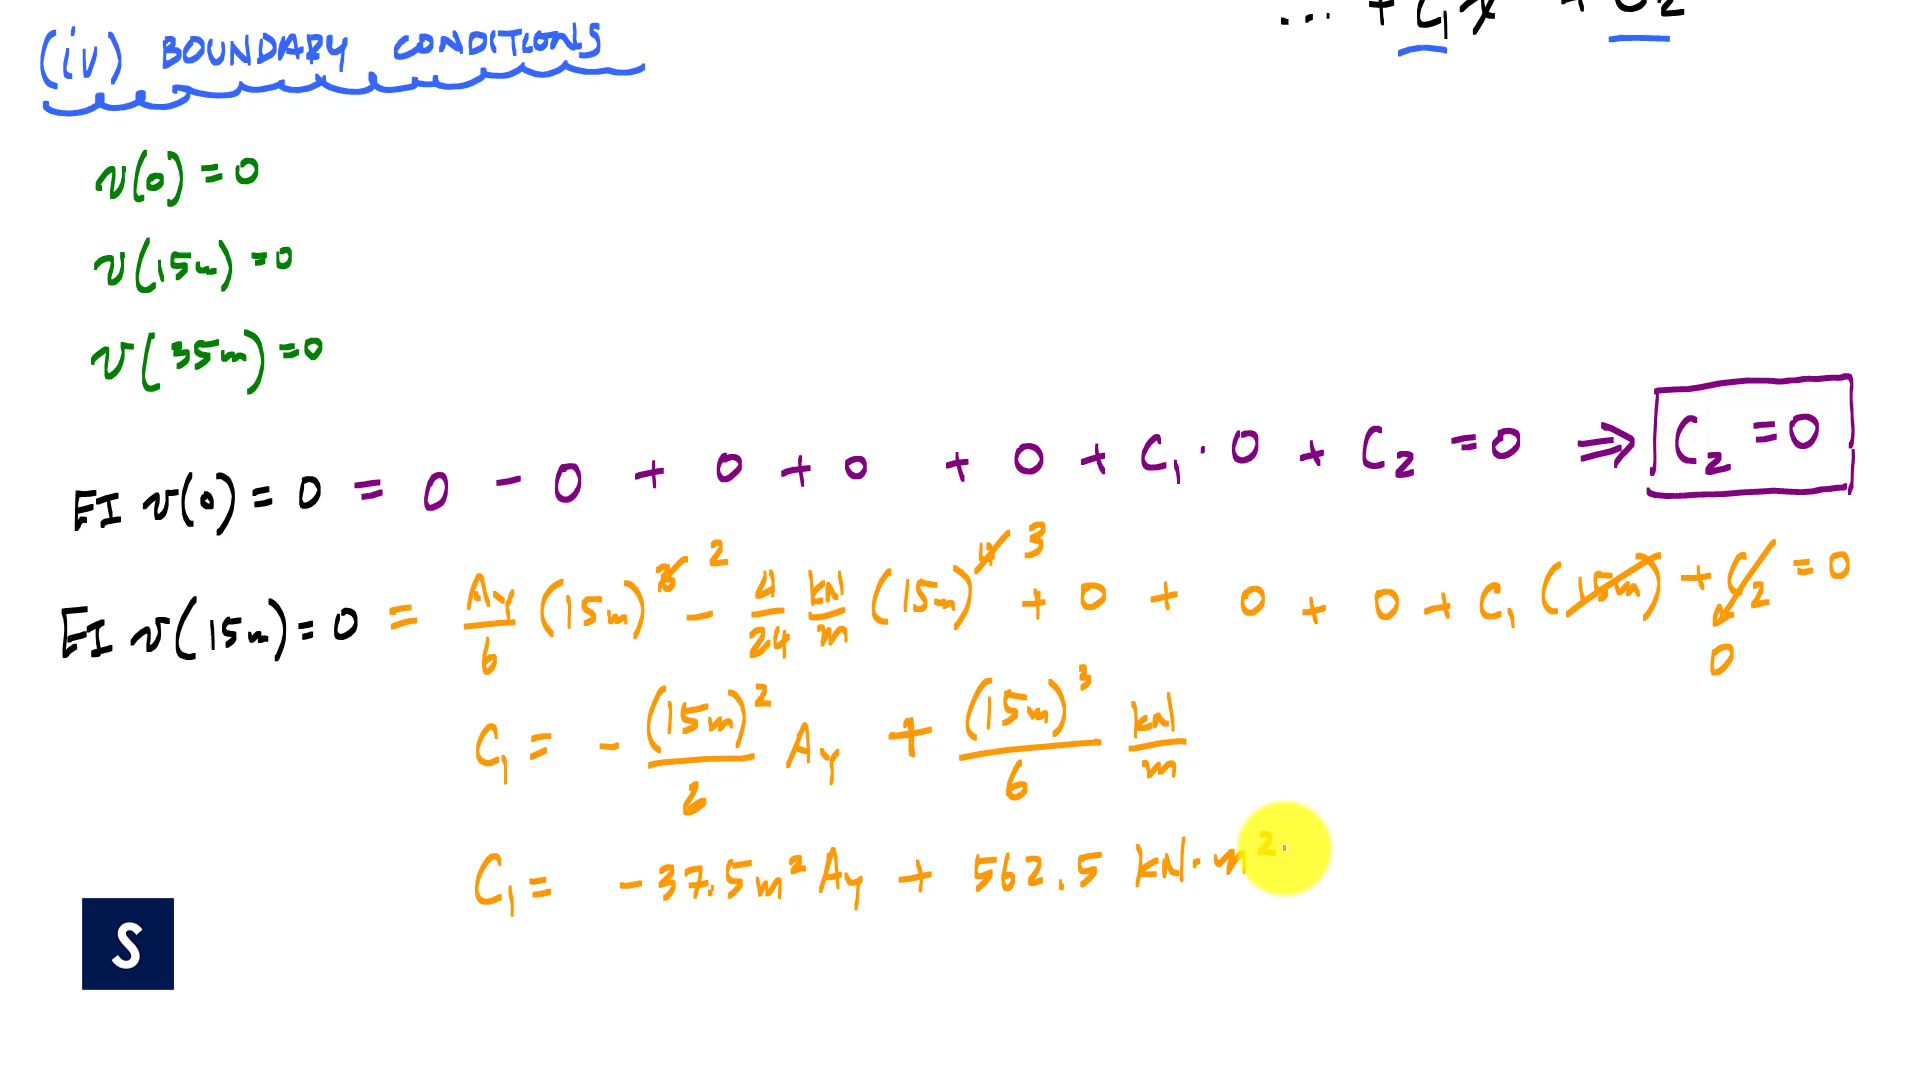 ... + C₁x + C₂
(iv) BOUNDARY CONDITIONS
v(0) = 0
v(15m) = 0
v(35m) = 0
EI v(0) = 0 = 0 - 0 + 0 + 0 + 0 + C₁ · 0 + C₂ = 0 ⇒ C₂ = 0
EI v(15m) = 0 = Ay/6 (15m)^3̸ 2 - 4/24 kN/m (15m)^4̸ 3 + 0 + 0 + 0 + C₁ (15m) + C₂ = 0
0
C₁ = - (15m)²/2 Ay + (15m)³/6 kN/m
C₁ = - 37.5m² Ay + 562.5 kN·m²
S